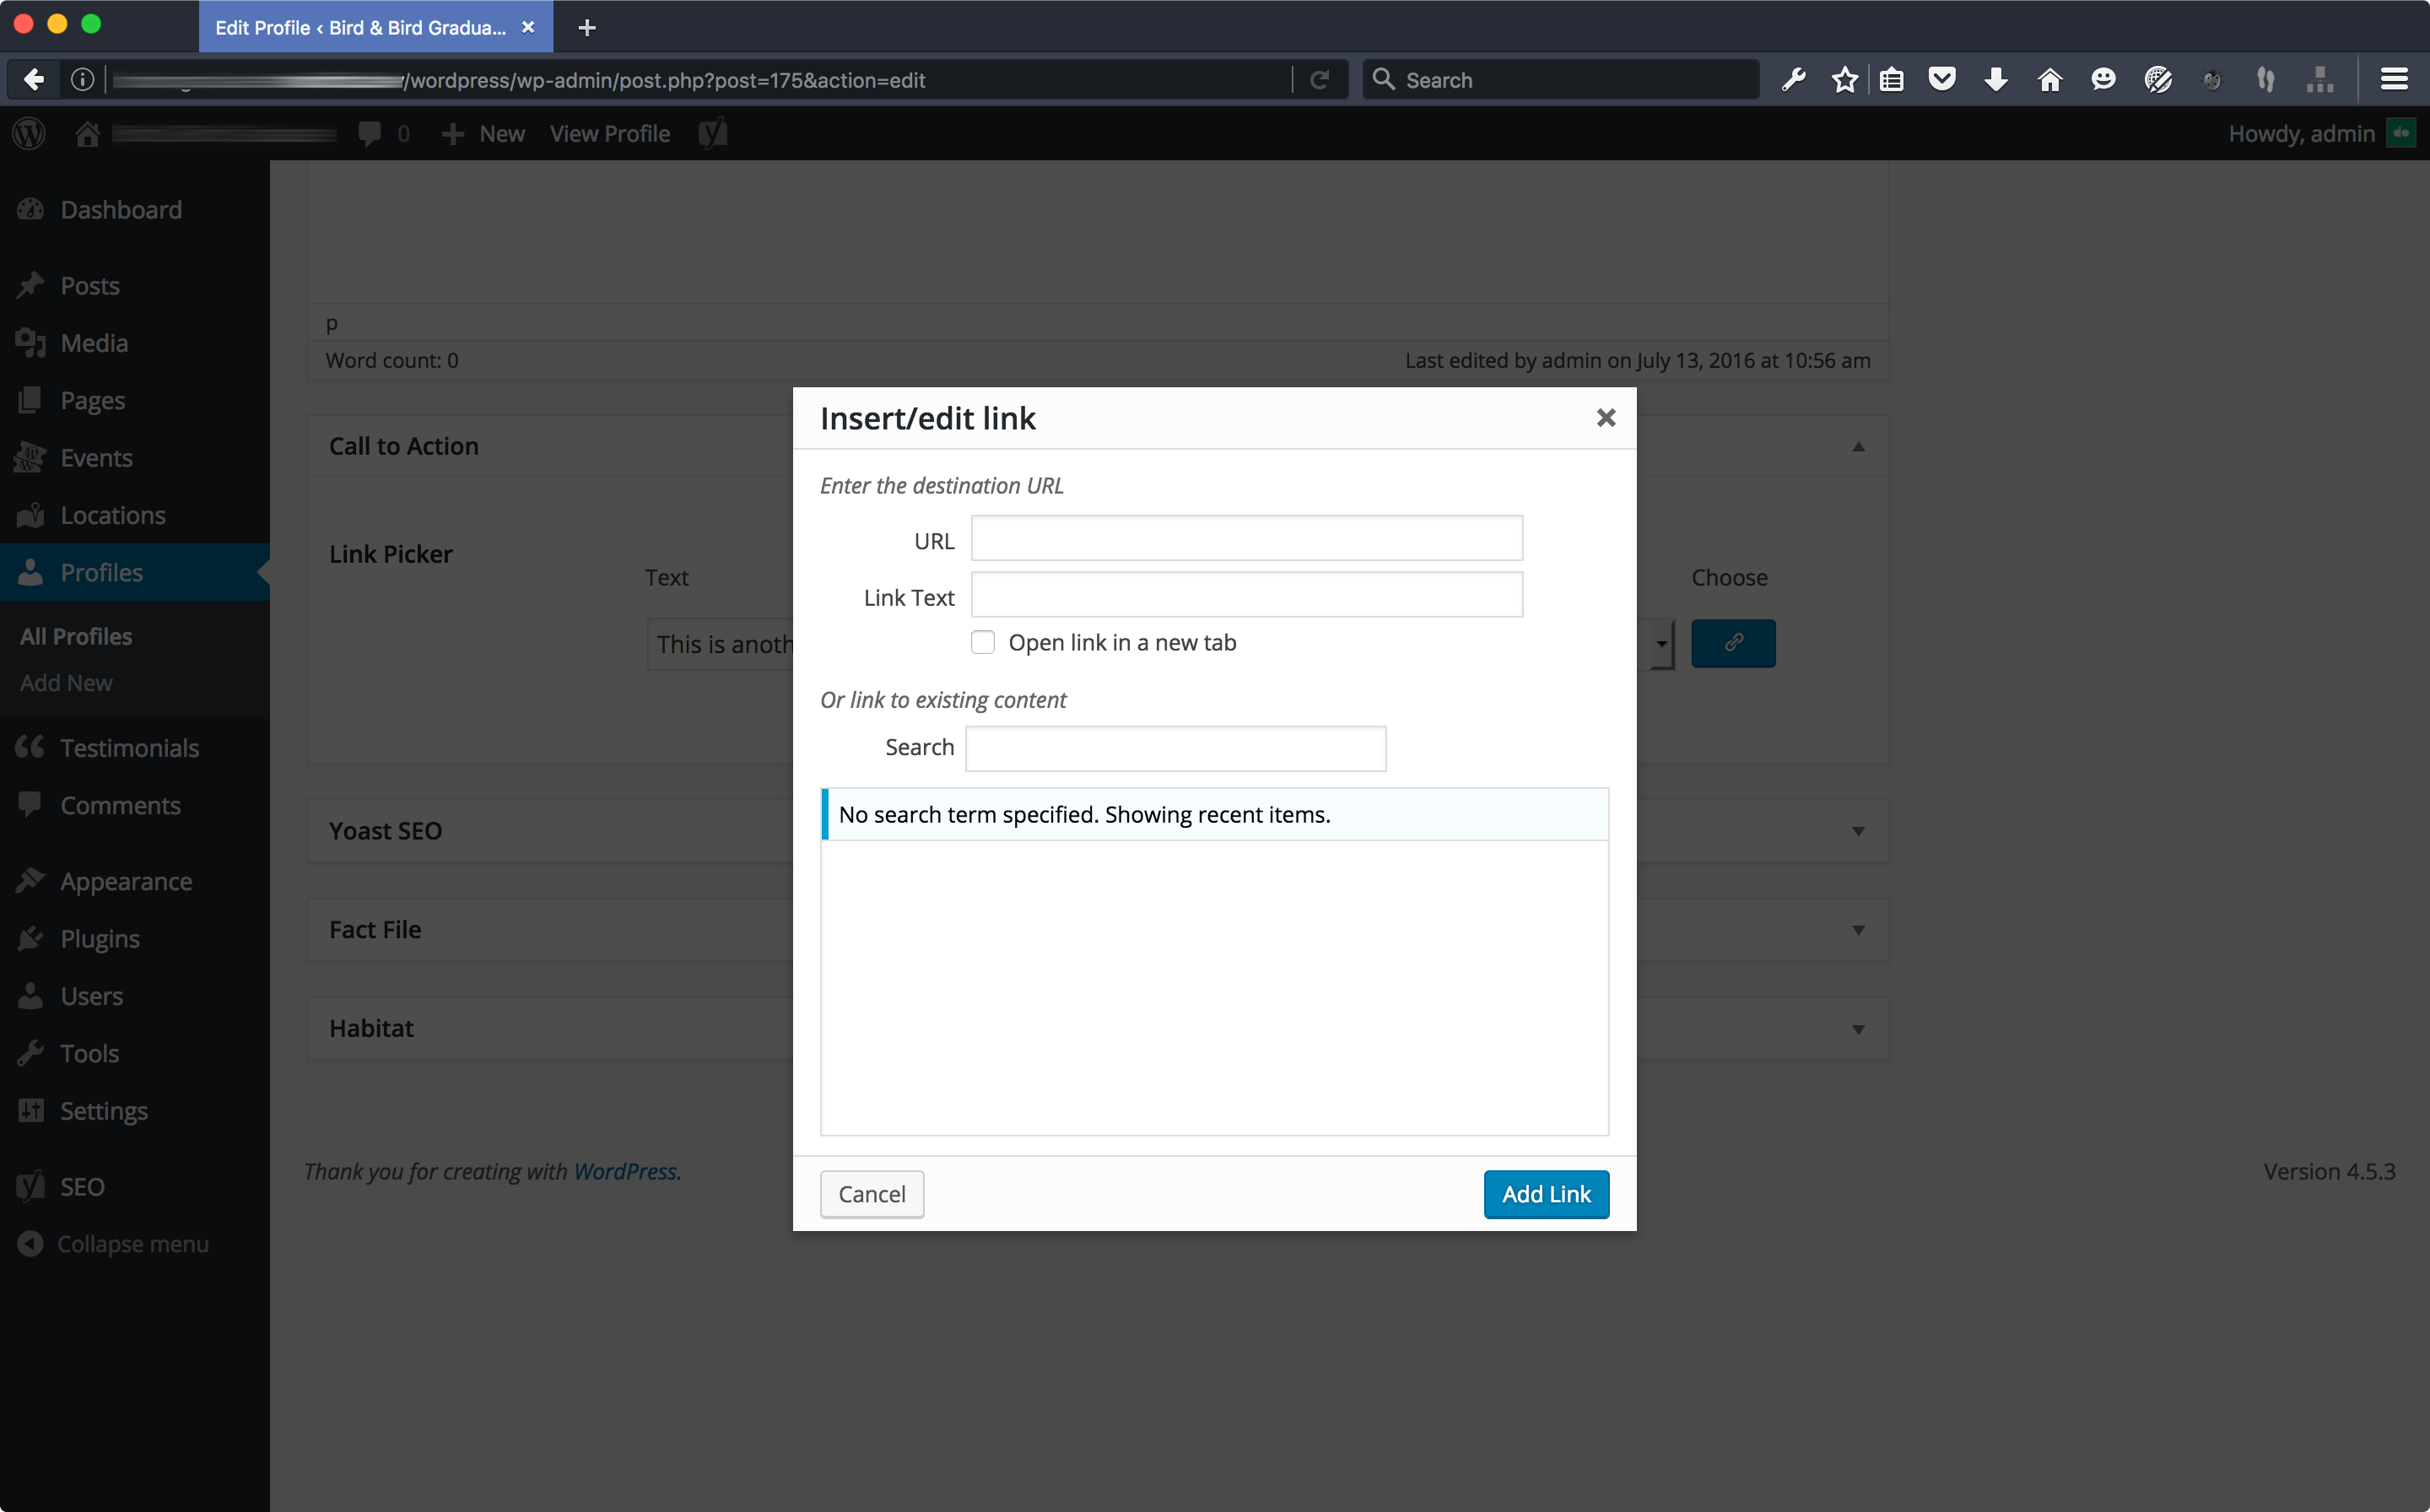 Edit Profile ‹ Bird & Bird Gradua...
/wordpress/wp-admin/post.php?post=175&action=edit
Search
0
New
View Profile
Howdy, admin
Dashboard
Posts
Media
Pages
Events
Locations
Profiles
All Profiles
Add New
Testimonials
Comments
Appearance
Plugins
Users
Tools
Settings
SEO
Collapse menu
p
Word count: 0
Last edited by admin on July 13, 2016 at 10:56 am
Call to Action
Link Picker
Text
This is anoth
Choose
Yoast SEO
Fact File
Habitat
Insert/edit link
Enter the destination URL
URL
Link Text
Open link in a new tab
Or link to existing content
Search
No search term specified. Showing recent items.
Cancel
Add Link
Thank you for creating with WordPress.
Version 4.5.3